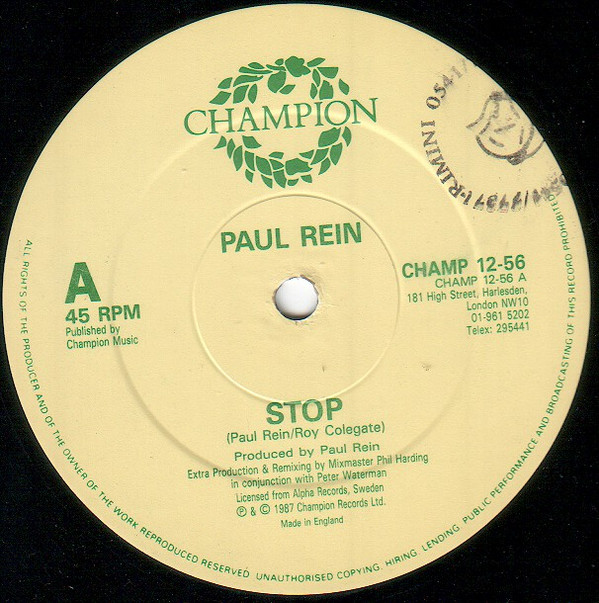 CHAMPION
RIMINI 0541/
PAUL REIN
A
45 RPM
Published by
Champion Music
CHAMP 12-56
CHAMP 12-56 A
181 High Street, Harlesden,
London NW10
01-961 5202
Telex: 295441
STOP
(Paul Rein/Roy Colegate)
Produced by Paul Rein
Extra Production & Remixing by Mixmaster Phil Harding
in conjunction with Peter Waterman
Licensed from Alpha Records, Sweden
℗ & © 1987 Champion Records Ltd.
Made in England
ALL RIGHTS OF THE PRODUCER AND OF THE OWNER OF THE WORK REPRODUCED RESERVED UNAUTHORISED COPYING, HIRING, LENDING, PUBLIC PERFORMANCE AND BROADCASTING OF THIS RECORD PROHIBITED